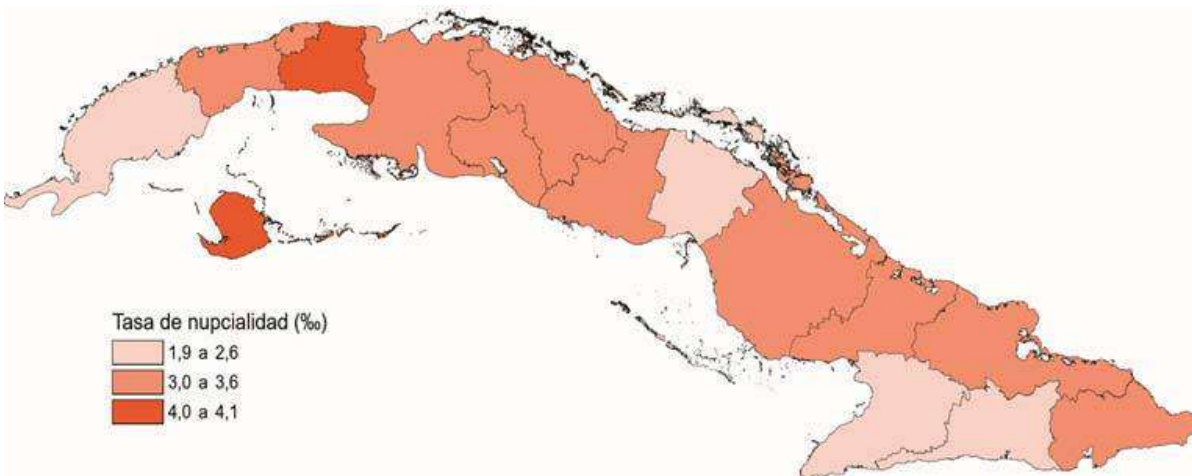 Tasa de nupcialidad (‰)
1,9 a 2,6
3,0 a 3,6
4,0 a 4,1